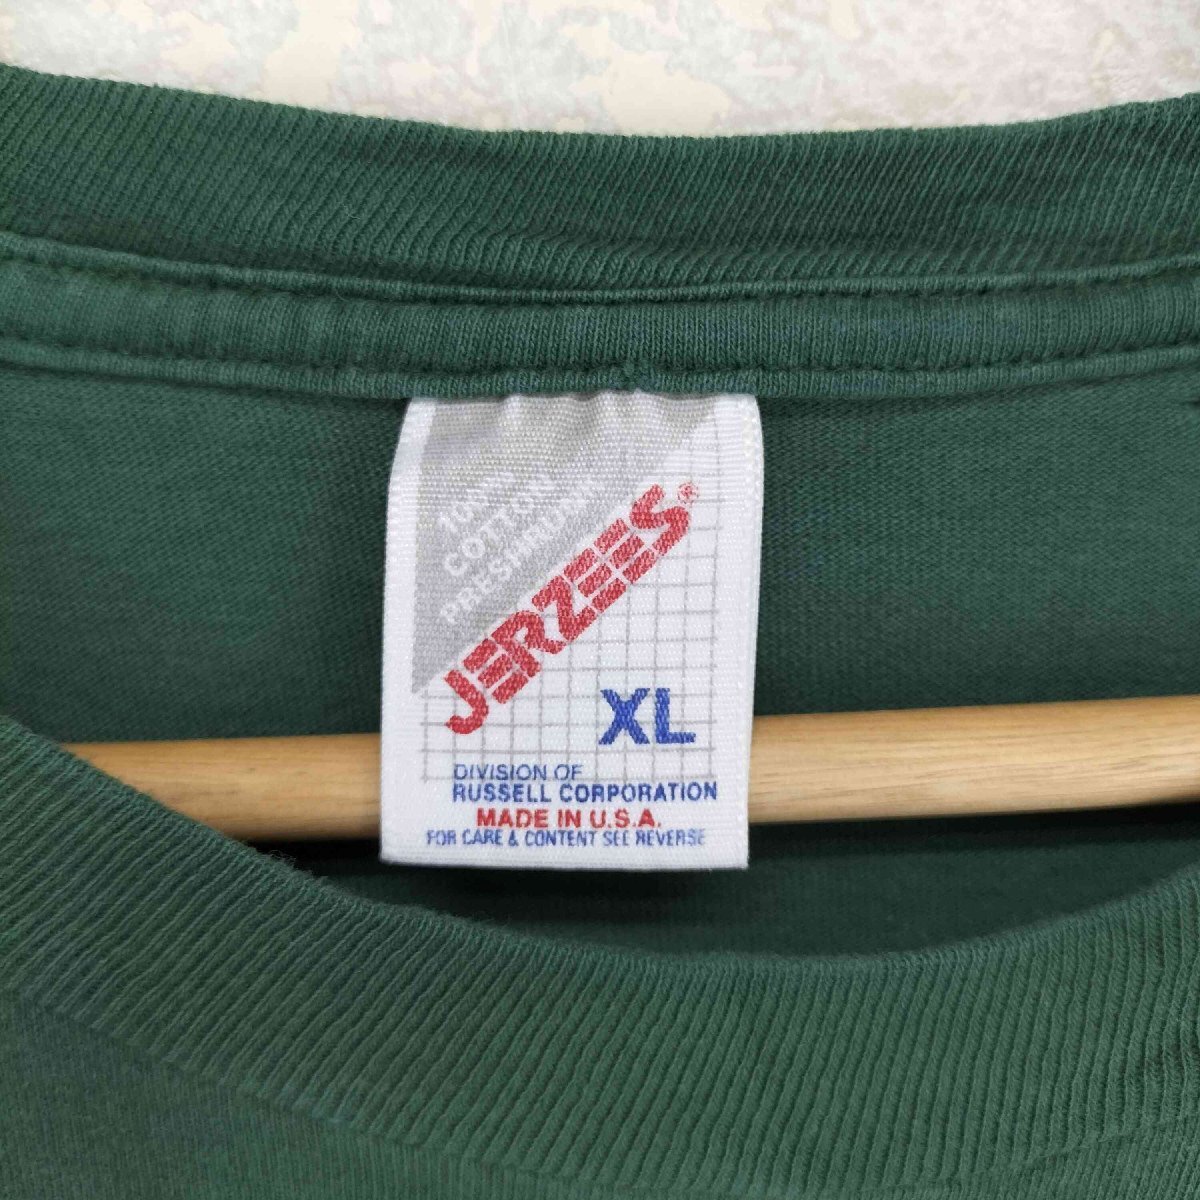 100%
COTTON
PRESHRUNK
JERZEES®
XL
DIVISION OF
RUSSELL CORPORATION
MADE IN U.S.A.
FOR CARE & CONTENT SEE REVERSE